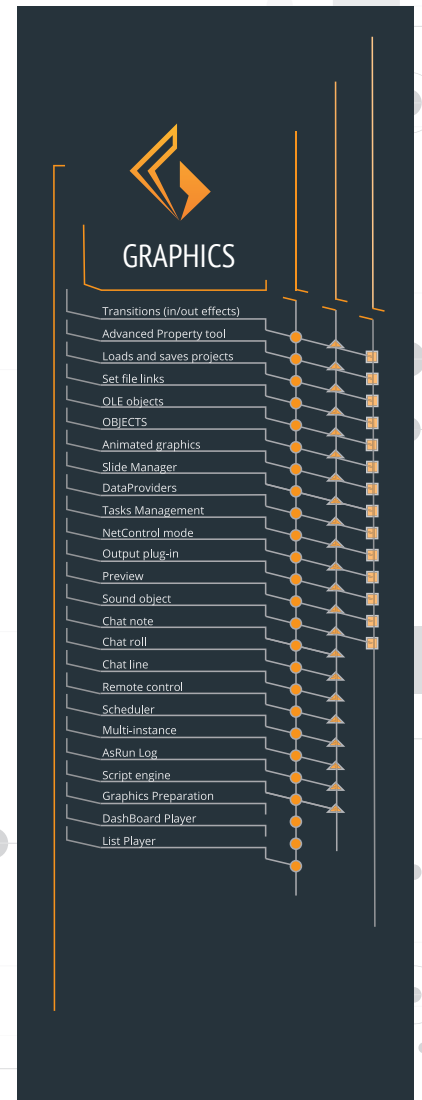 GRAPHICS
Transitions (in/out effects)
Advanced Property tool
Loads and saves projects
Set file links
OLE objects
OBJECTS
Animated graphics
Slide Manager
DataProviders
Tasks Management
NetControl mode
Output plug-in
Preview
Sound object
Chat note
Chat roll
Chat line
Remote control
Scheduler
Multi-instance
AsRun Log
Script engine
Graphics Preparation
DashBoard Player
List Player